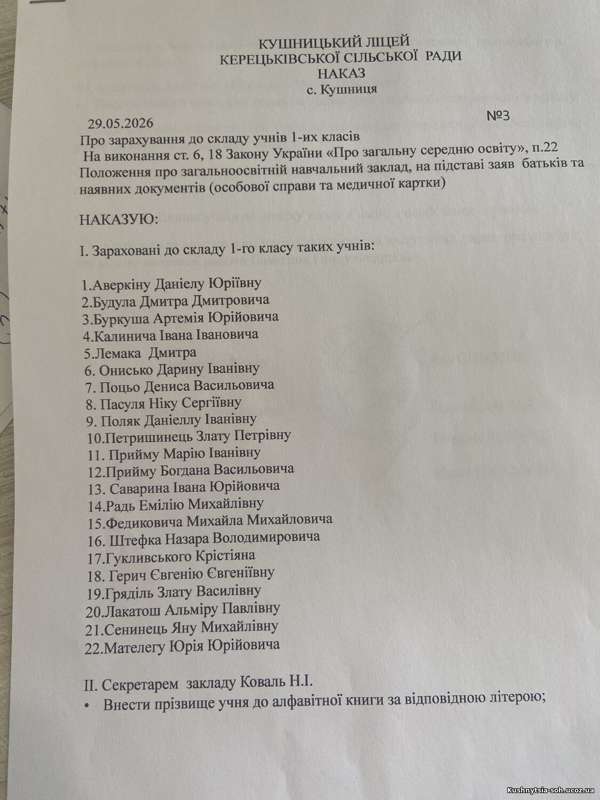 КУШНИЦЬКИЙ ЛІЦЕЙ
КЕРЕЦЬКІВСЬКОЇ СІЛЬСЬКОЇ РАДИ
НАКАЗ
с. Кушниця
29.05.2026 №3
Про зарахування до складу учнів 1-их класів
На виконання ст. 6, 18 Закону України «Про загальну середню освіту», п.22
Положення про загальноосвітній навчальний заклад, на підставі заяв батьків та
наявних документів (особової справи та медичної картки)
НАКАЗУЮ:
І. Зараховані до складу 1-го класу таких учнів:
1.Аверкіну Даніелу Юріївну
2.Будула Дмитра Дмитровича
3.Буркуша Артемія Юрійовича
4.Калинича Івана Івановича
5.Лемака Дмитра
6. Онисько Дарину Іванівну
7. Поцьо Дениса Васильовича
8. Пасуля Ніку Сергіївну
9. Поляк Даніеллу Іванівну
10.Петришинець Злату Петрівну
11. Прийму Марію Іванівну
12.Прийму Богдана Васильовича
13. Саварина Івана Юрійовича
14.Радь Емілію Михайлівну
15.Федиковича Михайла Михайловича
16. Штефка Назара Володимировича
17.Гукливського Крістіяна
18. Герич Євгенію Євгеніївну
19.Гряділь Злату Василівну
20.Лакатош Альміру Павлівну
21.Сенинець Яну Михайлівну
22.Мателегу Юрія Юрійовича
ІІ. Секретарем закладу Коваль Н.І.
• Внести прізвище учня до алфавітної книги за відповідною літерою;
Kushnytsia-soh.ucoz.ua